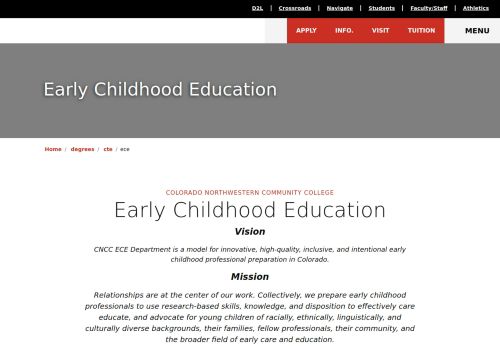 D2L | Crossroads | Navigate | Students | Faculty/Staff | Athletics
APPLY INFO. VISIT TUITION MENU
Early Childhood Education
Home / degrees / cte / ece
COLORADO NORTHWESTERN COMMUNITY COLLEGE
Early Childhood Education
Vision
CNCC ECE Department is a model for innovative, high-quality, inclusive, and intentional early
childhood professional preparation in Colorado.
Mission
Relationships are at the center of our work. Collectively, we prepare early childhood
professionals to use research-based skills, knowledge, and disposition to effectively care
educate, and advocate for young children of racially, ethnically, linguistically, and
culturally diverse backgrounds, their families, fellow professionals, their community, and
the broader field of early care and education.